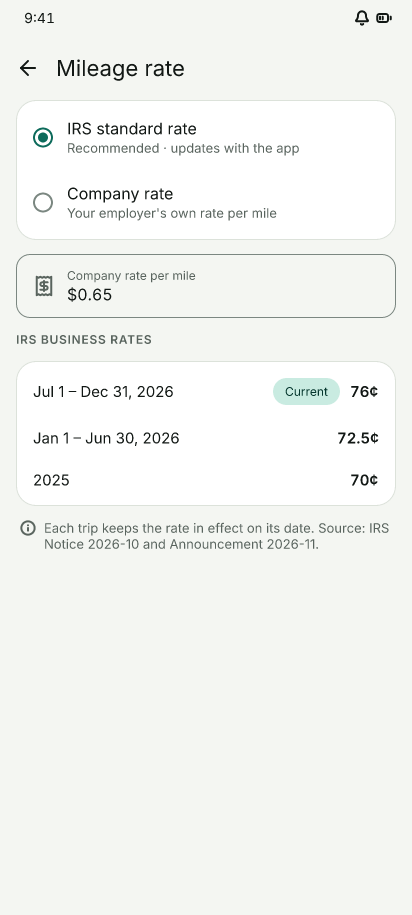 9:41
Mileage rate
IRS standard rate
Recommended · updates with the app
Company rate
Your employer's own rate per mile
Company rate per mile
$0.65
IRS BUSINESS RATES
Jul 1 – Dec 31, 2026 Current 76¢
Jan 1 – Jun 30, 2026 72.5¢
2025 70¢
Each trip keeps the rate in effect on its date. Source: IRS
Notice 2026-10 and Announcement 2026-11.